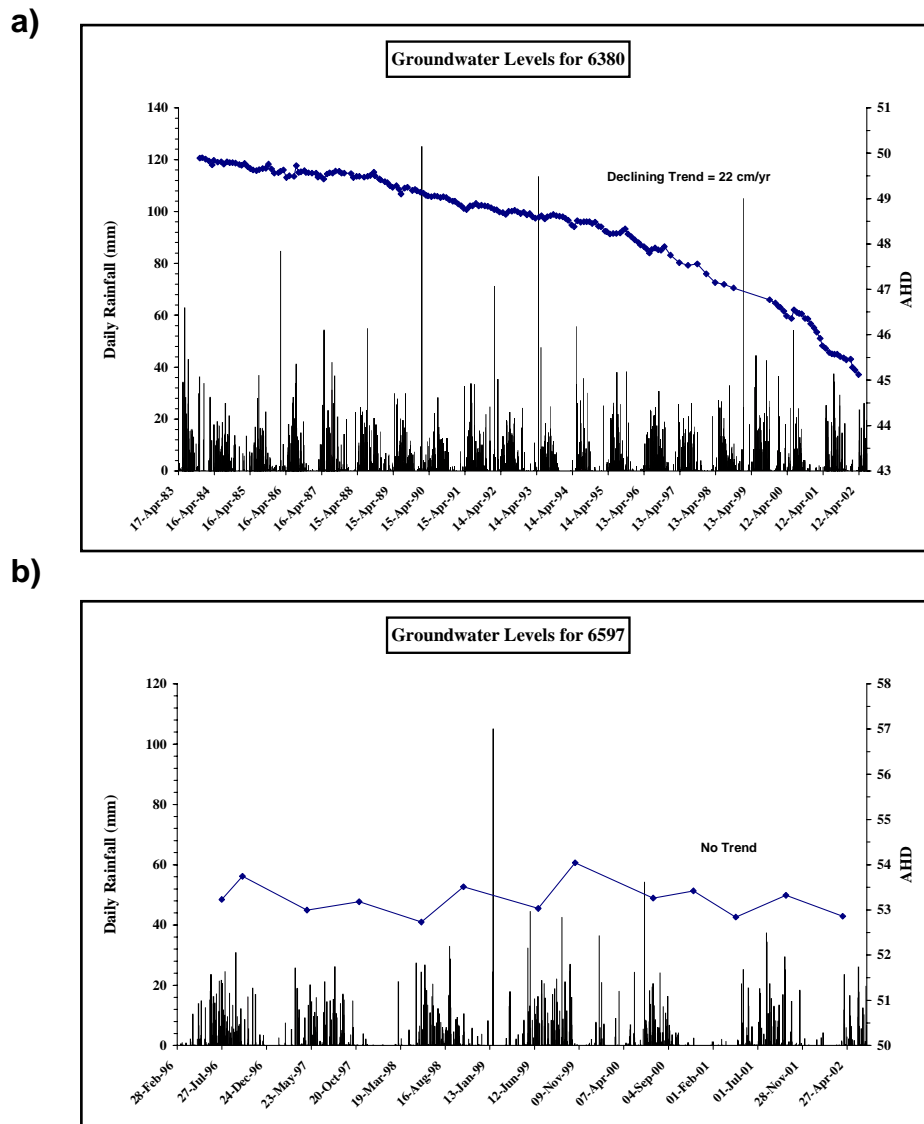 a)
Groundwater Levels for 6380
140
120
100
80
60
40
20
0
Daily Rainfall (mm)
51
50
49
48
47
46
45
44
43
AHD
Declining Trend = 22 cm/yr
17-Apr-83
16-Apr-84
16-Apr-85
16-Apr-86
16-Apr-87
15-Apr-88
15-Apr-89
15-Apr-90
15-Apr-91
14-Apr-92
14-Apr-93
14-Apr-94
14-Apr-95
13-Apr-96
13-Apr-97
13-Apr-98
13-Apr-99
12-Apr-00
12-Apr-01
12-Apr-02
b)
Groundwater Levels for 6597
120
100
80
60
40
20
0
Daily Rainfall (mm)
58
57
56
55
54
53
52
51
50
AHD
No Trend
28-Feb-96
27-Jul-96
24-Dec-96
23-May-97
20-Oct-97
19-Mar-98
16-Aug-98
13-Jan-99
12-Jun-99
09-Nov-99
07-Apr-00
04-Sep-00
01-Feb-01
01-Jul-01
28-Nov-01
27-Apr-02